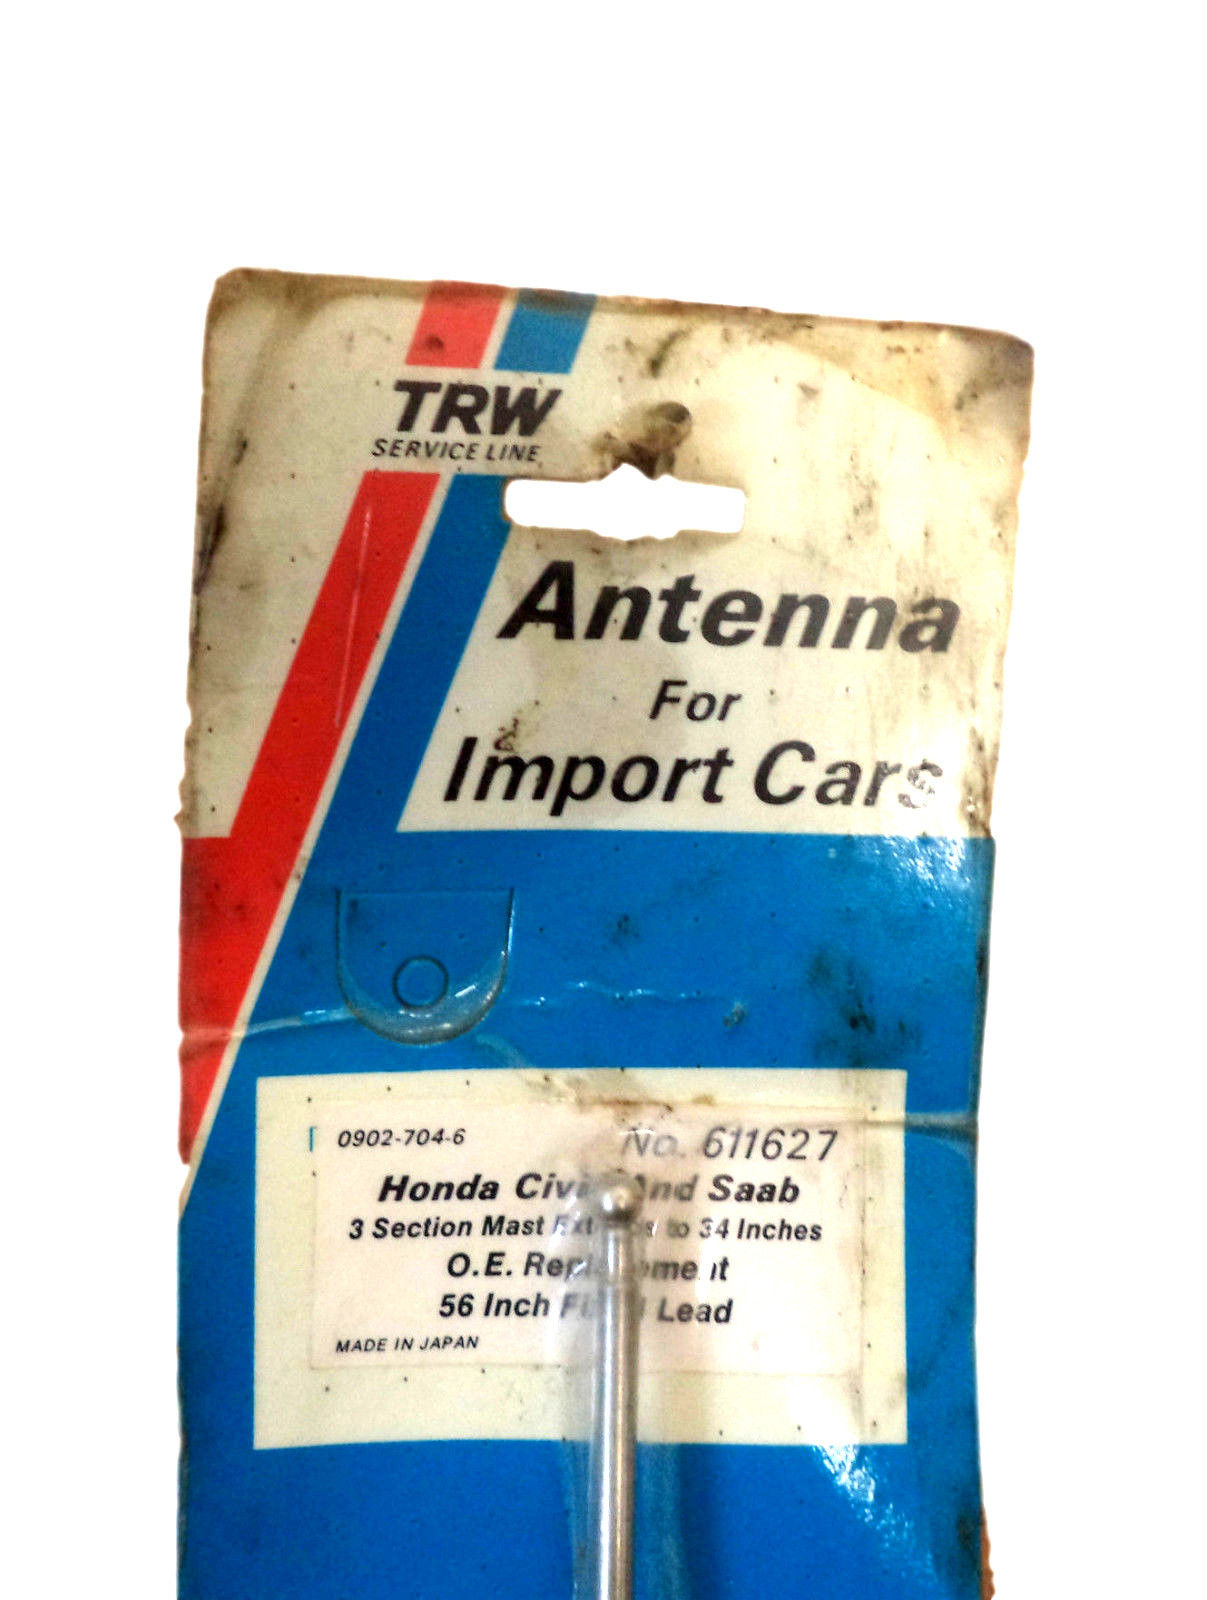 TRW
SERVICE LINE
Antenna
For
Import Cars
0902-704-6
No. 611627
Honda Civic And Saab
3 Section Mast Extends to 34 Inches
O.E. Replacement
56 Inch Lead
MADE IN JAPAN